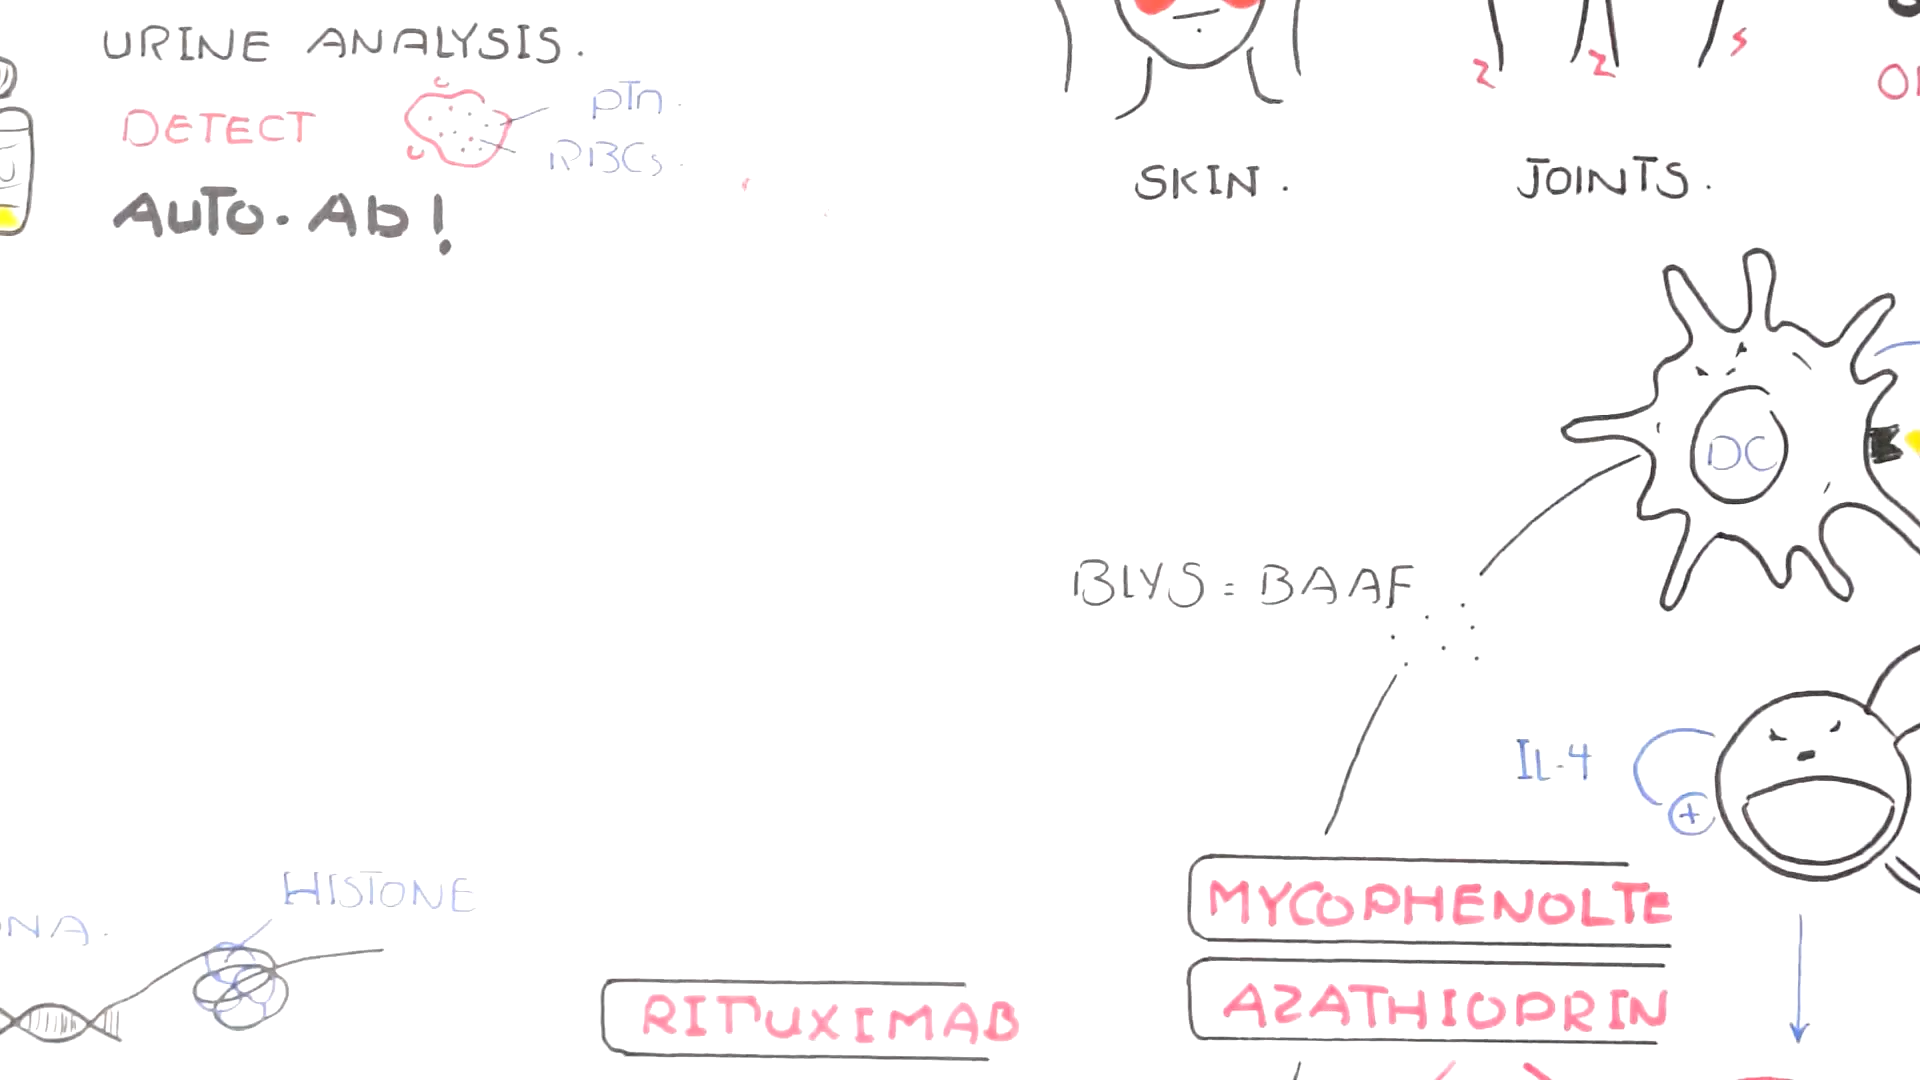 URINE ANALYSIS.
DETECT
pTn.
RBCs.
AUTO. Ab!
SKIN.
JOINTS.
DC
BLYS = BAAF
IL-4
HISTONE
MYCOPHENOLTE
AZATHIOPRIN
RITUXIMAB